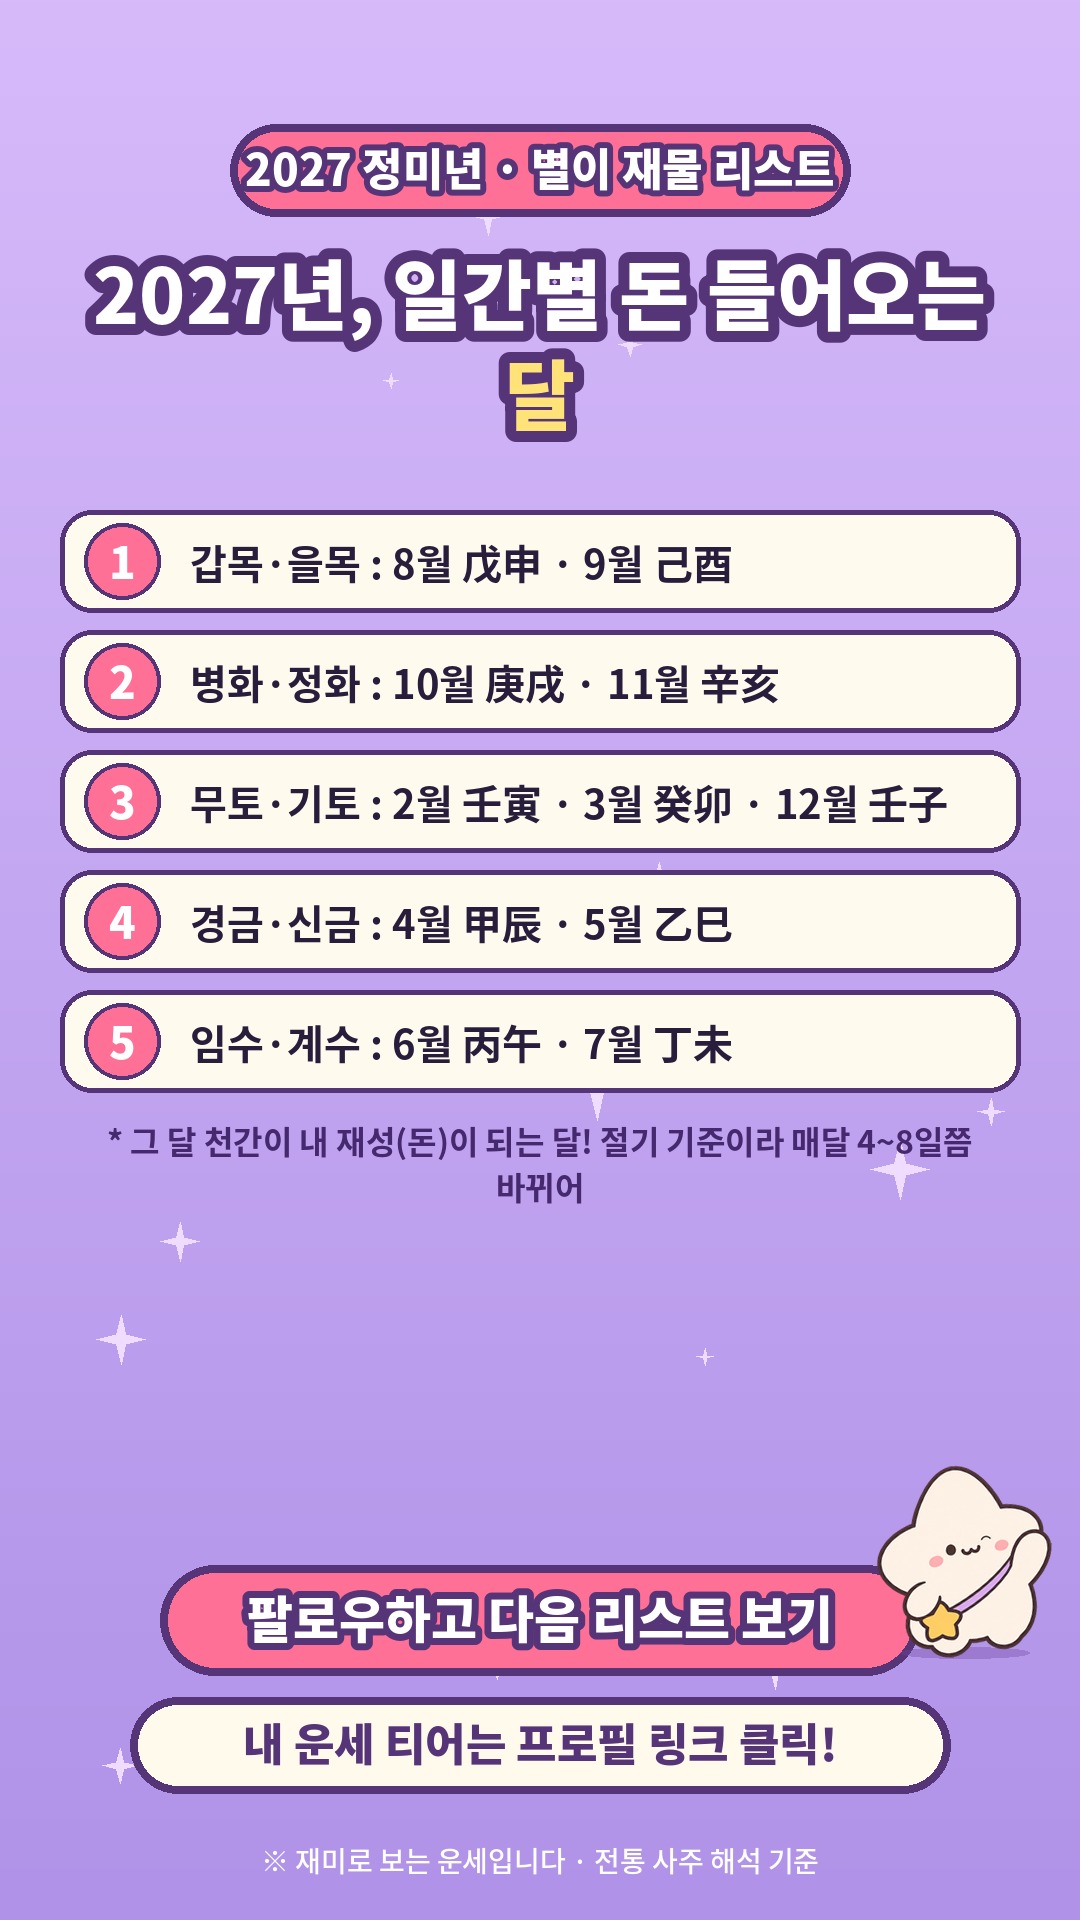 2027 정미년 · 별이 재물 리스트
2027년, 일간별 돈 들어오는
달
1 갑목·을목 : 8월 戊申 · 9월 己酉
2 병화·정화 : 10월 庚戌 · 11월 辛亥
3 무토·기토 : 2월 壬寅 · 3월 癸卯 · 12월 壬子
4 경금·신금 : 4월 甲辰 · 5월 乙巳
5 임수·계수 : 6월 丙午 · 7월 丁未
* 그 달 천간이 내 재성(돈)이 되는 달! 절기 기준이라 매달 4~8일쯤
바뀌어
팔로우하고 다음 리스트 보기
내 운세 티어는 프로필 링크 클릭!
※ 재미로 보는 운세입니다 · 전통 사주 해석 기준